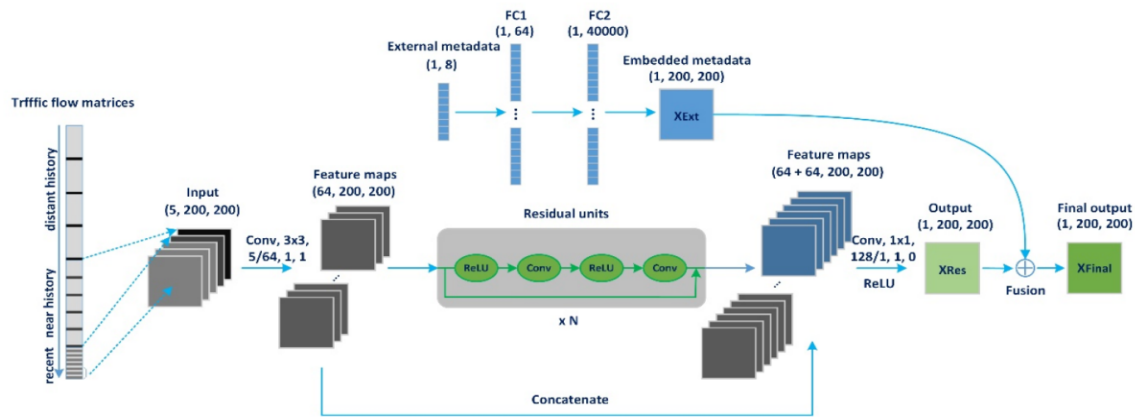 FC1
(1, 64)
FC2
(1, 40000)
External metadata
(1, 8)
Embedded metadata
(1, 200, 200)
XExt
Trfffic flow matrices
distant history
near history
recent
Input
(5, 200, 200)
Conv, 3x3,
5/64, 1, 1
Feature maps
(64, 200, 200)
Residual units
ReLU
Conv
ReLU
Conv
x N
Feature maps
(64 + 64, 200, 200)
Conv, 1x1,
128/1, 1, 0
ReLU
Output
(1, 200, 200)
XRes
Fusion
Final output
(1, 200, 200)
XFinal
Concatenate